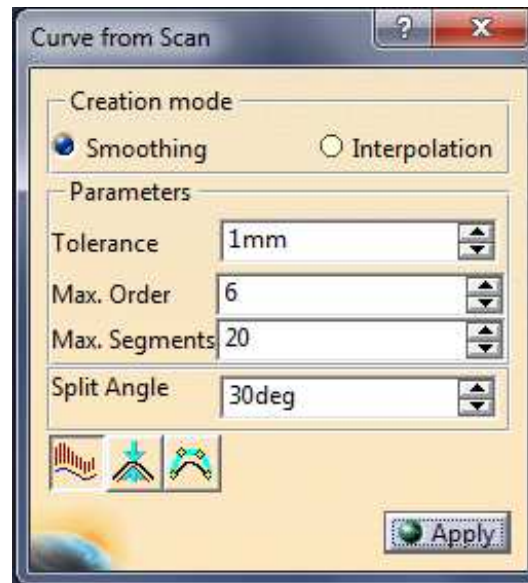 Curve from Scan
?
Creation mode
Smoothing Interpolation
Parameters
Tolerance 1mm
Max. Order 6
Max. Segments 20
Split Angle 30deg
Apply